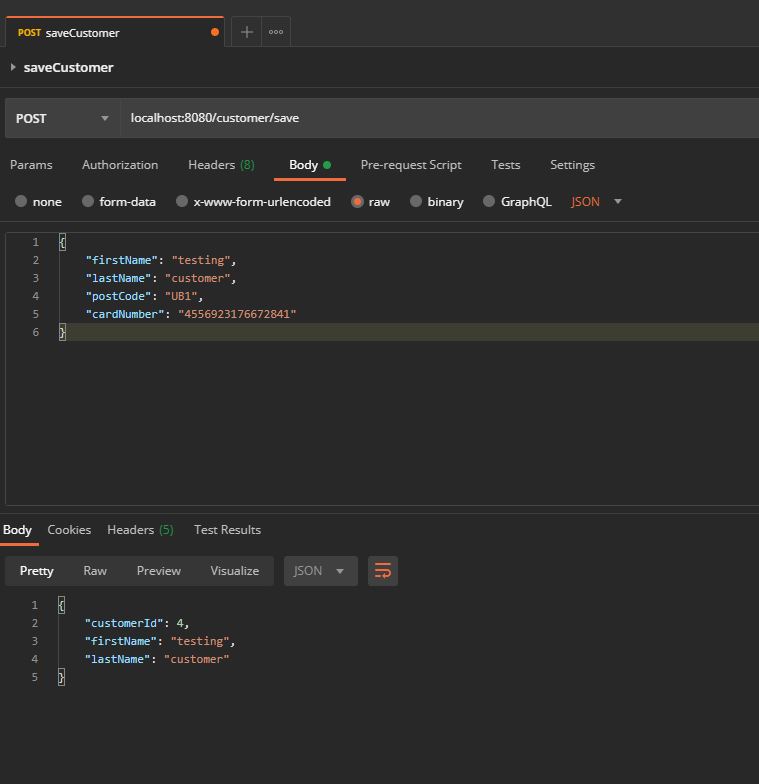 POST saveCustomer
saveCustomer
POST localhost:8080/customer/save
Params Authorization Headers (8) Body Pre-request Script Tests Settings
none form-data x-www-form-urlencoded raw binary GraphQL JSON
1 {
2 "firstName": "testing",
3 "lastName": "customer",
4 "postCode": "UB1",
5 "cardNumber": "4556923176672841"
6 }
Body Cookies Headers (5) Test Results
Pretty Raw Preview Visualize JSON
1 {
2 "customerId": 4,
3 "firstName": "testing",
4 "lastName": "customer"
5 }